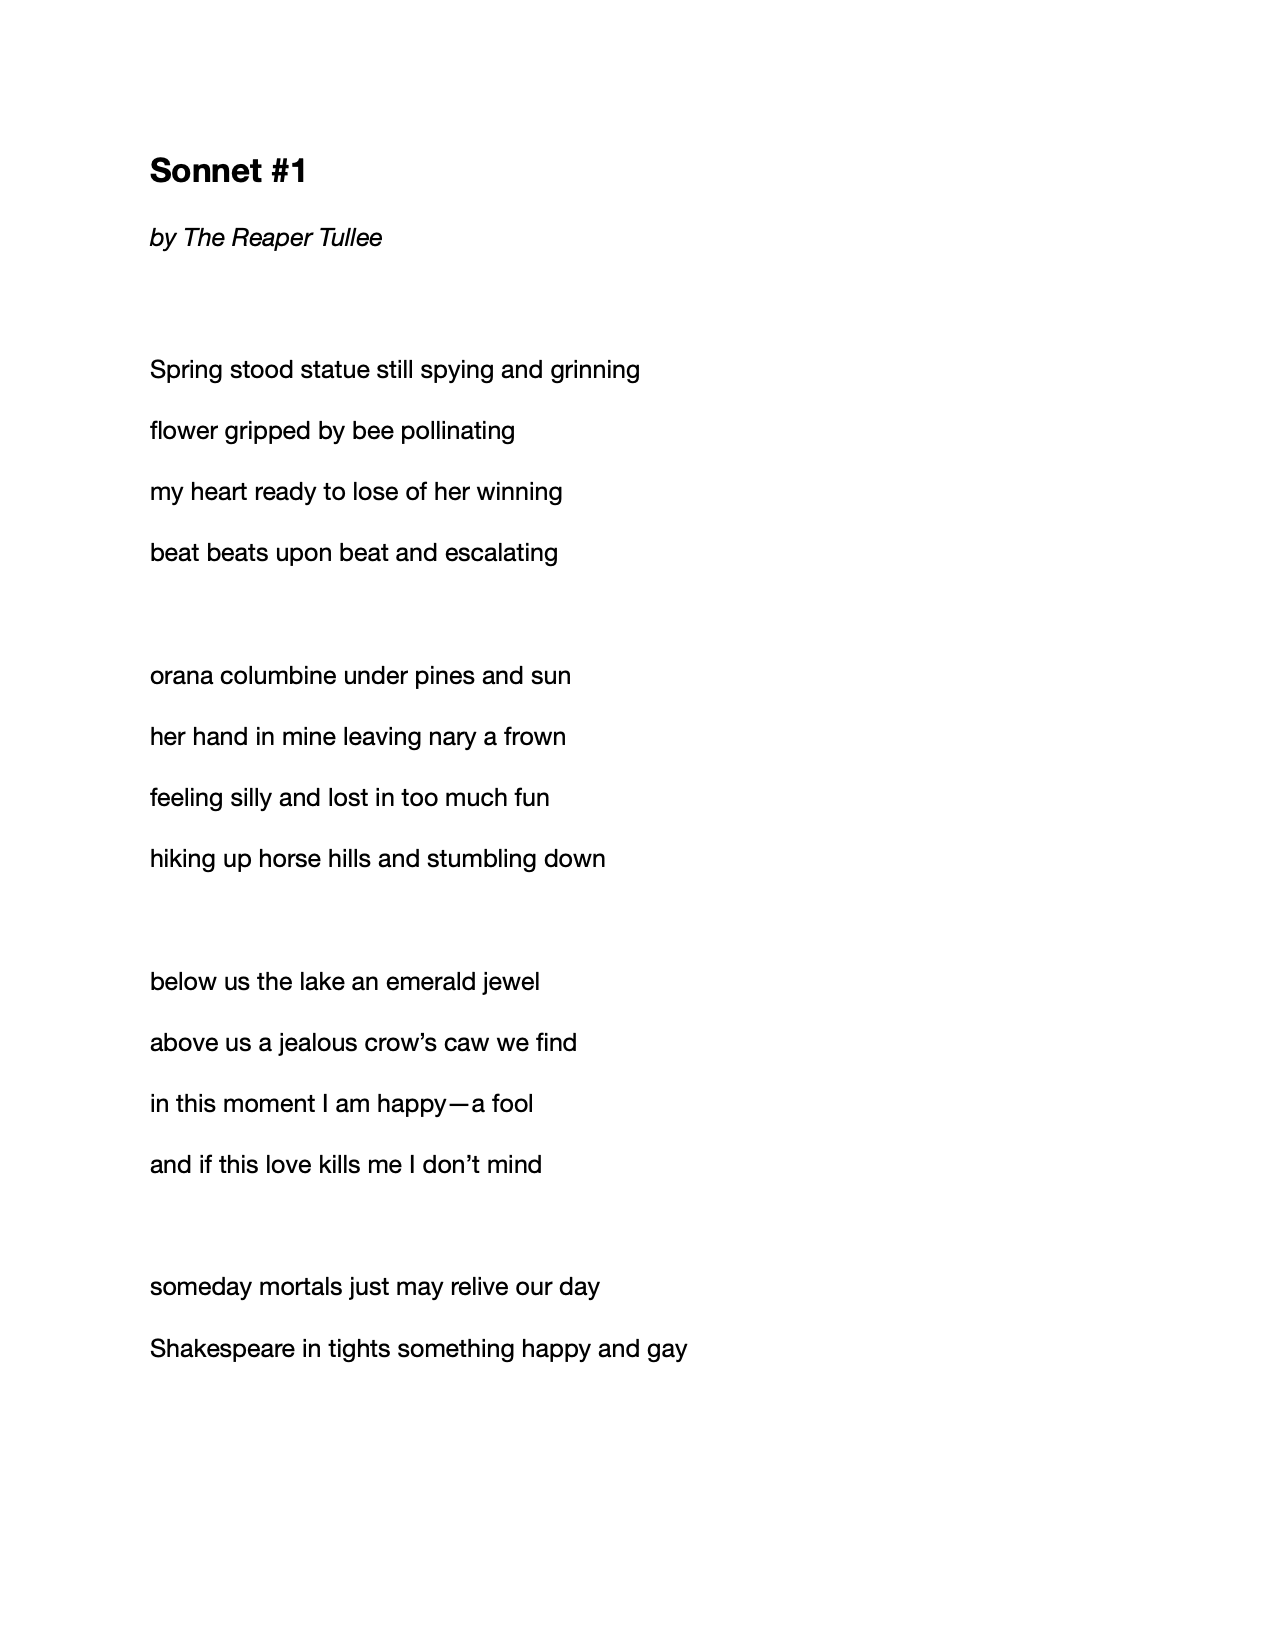 Sonnet #1
by The Reaper Tullee
Spring stood statue still spying and grinning
flower gripped by bee pollinating
my heart ready to lose of her winning
beat beats upon beat and escalating
orana columbine under pines and sun
her hand in mine leaving nary a frown
feeling silly and lost in too much fun
hiking up horse hills and stumbling down
below us the lake an emerald jewel
above us a jealous crow’s caw we find
in this moment I am happy—a fool
and if this love kills me I don’t mind
someday mortals just may relive our day
Shakespeare in tights something happy and gay